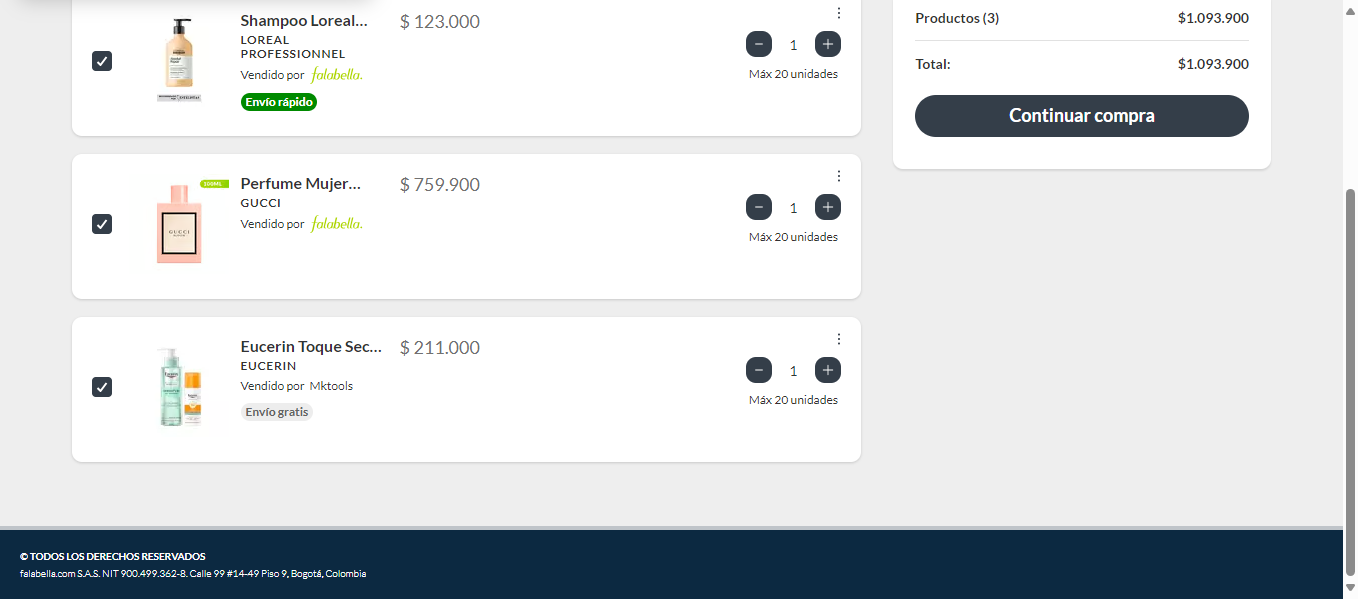 Shampoo Loreal...
$ 123.000
LOREAL
PROFESSIONNEL
Vendido por falabella.
Envío rápido
1
Máx 20 unidades
100ML
Perfume Mujer...
$ 759.900
GUCCI
Vendido por falabella.
GUCCI
1
Máx 20 unidades
Eucerin Toque Sec...
$ 211.000
EUCERIN
Vendido por Mktools
Envío gratis
Eucerin
1
Máx 20 unidades
Productos (3)
$1.093.900
Total:
$1.093.900
Continuar compra
© TODOS LOS DERECHOS RESERVADOS
falabella.com S.A.S. NIT 900.499.362-8. Calle 99 #14-49 Piso 9, Bogotá, Colombia